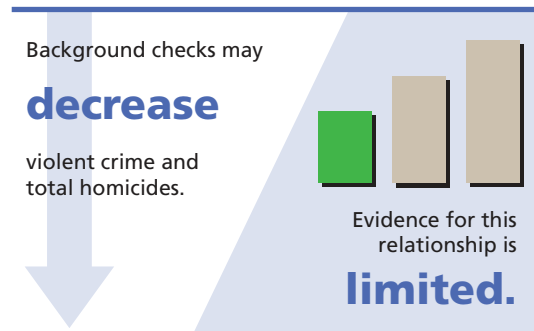 Background checks may
decrease
violent crime and
total homicides.
Evidence for this
relationship is
limited.